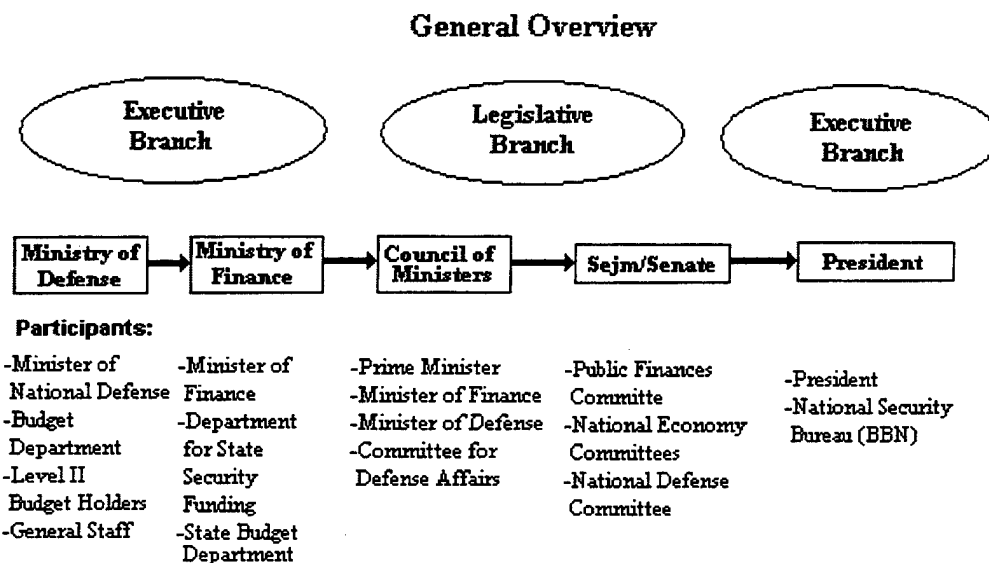 General Overview
Executive
Branch
Legislative
Branch
Executive
Branch
Ministry of
Defense
Ministry of
Finance
Council of
Ministers
Sejm/Senate
President
Participants:
-Minister of
National Defense
-Budget
Department
-Level II
Budget Holders
-General Staff
-Minister of
Finance
-Department
for State
Security
Funding
-State Budget
Department
-Prime Minister
-Minister of Finance
-Minister of Defense
-Committee for
Defense Affairs
-Public Finances
Committe
-National Economy
Committees
-National Defense
Committee
-President
-National Security
Bureau (BBN)